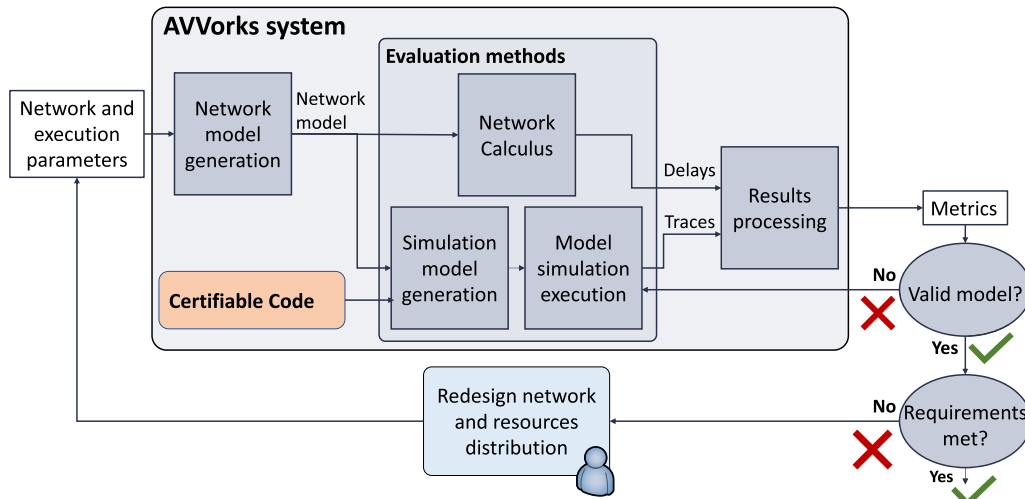 AVVorks system
Evaluation methods
Network and
execution
parameters
Network
model
generation
Network
model
Network
Calculus
Delays
Results
processing
Metrics
Traces
Simulation
model
generation
Model
simulation
execution
Certifiable Code
No
Valid model?
Yes
Redesign network
and resources
distribution
No
Requirements
met?
Yes